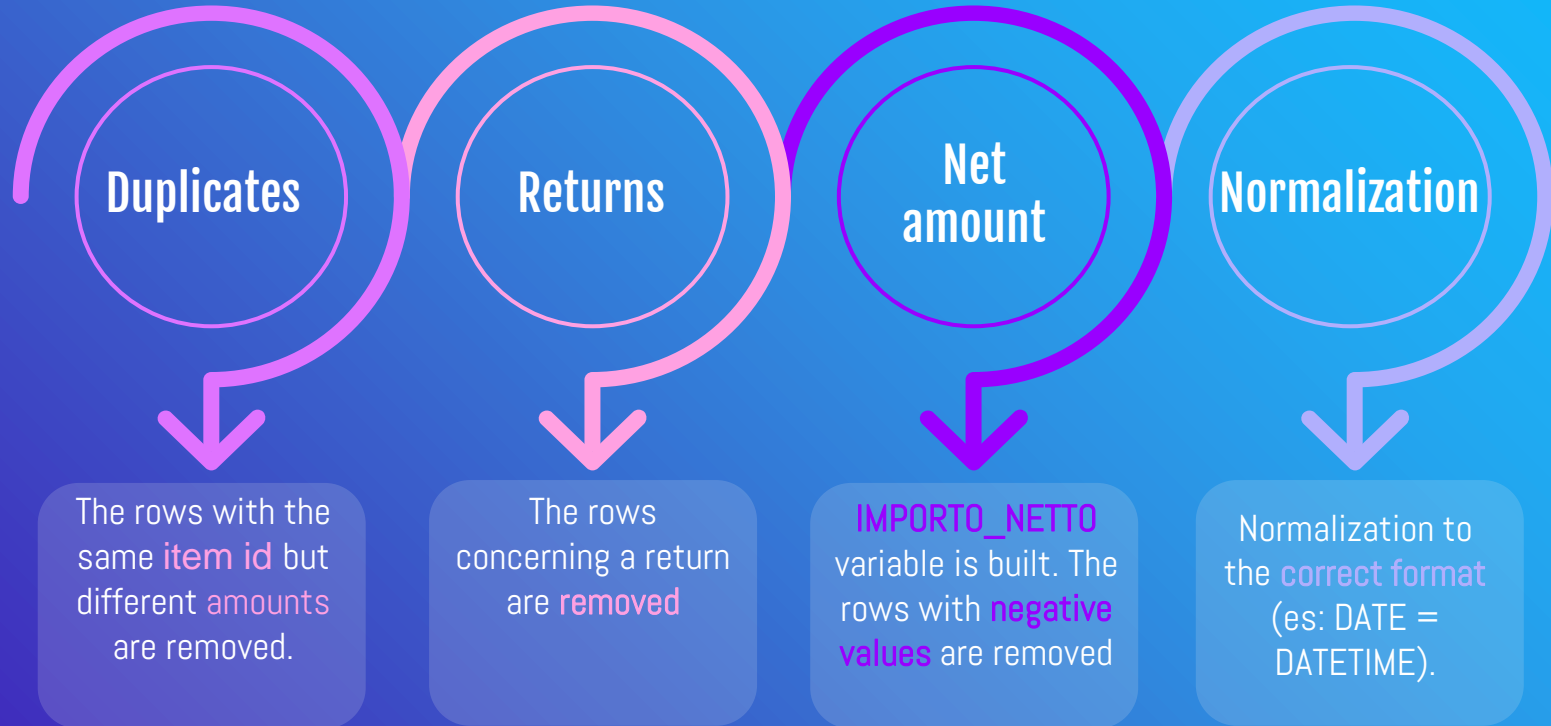 Duplicates
Returns
Net
amount
Normalization
The rows with the
same item id but
different amounts
are removed.
The rows
concerning a return
are removed
IMPORTO_NETTO
variable is built. The
rows with negative
values are removed
Normalization to
the correct format
(es: DATE =
DATETIME).